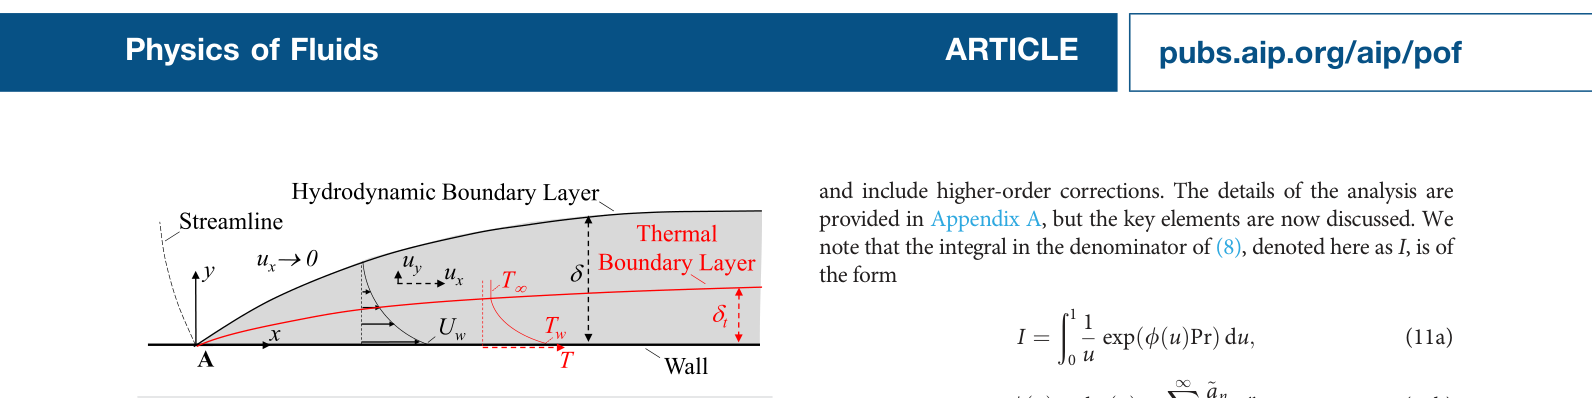 Physics of Fluids
ARTICLE
pubs.aip.org/aip/pof
Hydrodynamic Boundary Layer
Streamline
u_x→0
y
u_y
u_x
δ
Thermal
Boundary Layer
T_∞
x
U_w
T_w
δ_t
A
T
Wall
and include higher-order corrections. The details of the analysis are
provided in Appendix A, but the key elements are now discussed. We
note that the integral in the denominator of (8), denoted here as I, is of
the form
I = ∫_0^1 1/u exp(ϕ(u)Pr) du, (11a)